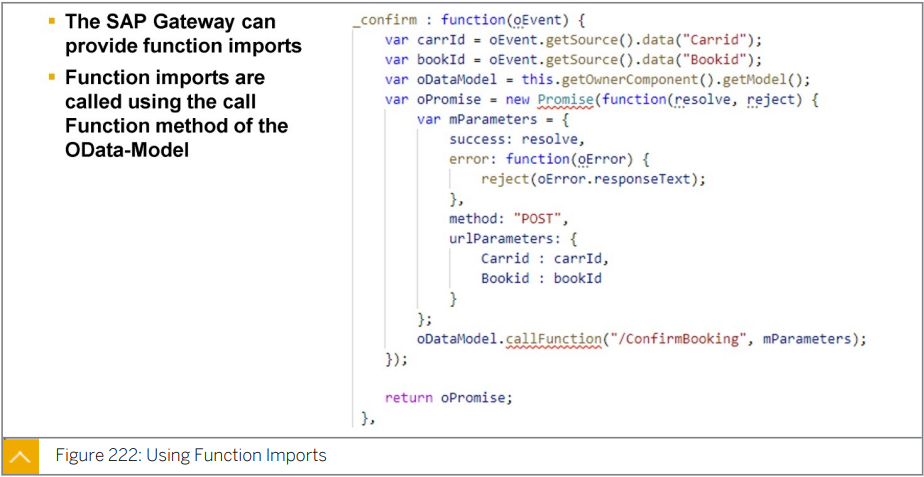 ▪ The SAP Gateway can
provide function imports
▪ Function imports are
called using the call
Function method of the
OData-Model
_confirm : function(oEvent) {
    var carrId = oEvent.getSource().data("Carrid");
    var bookId = oEvent.getSource().data("Bookid");
    var oDataModel = this.getOwnerComponent().getModel();
    var oPromise = new Promise(function(resolve, reject) {
        var mParameters = {
            success: resolve,
            error: function(oError) {
                reject(oError.responseText);
            },
            method: "POST",
            urlParameters: {
                Carrid : carrId,
                Bookid : bookId
            }
        };
        oDataModel.callFunction("/ConfirmBooking", mParameters);
    });
    return oPromise;
},
Figure 222: Using Function Imports